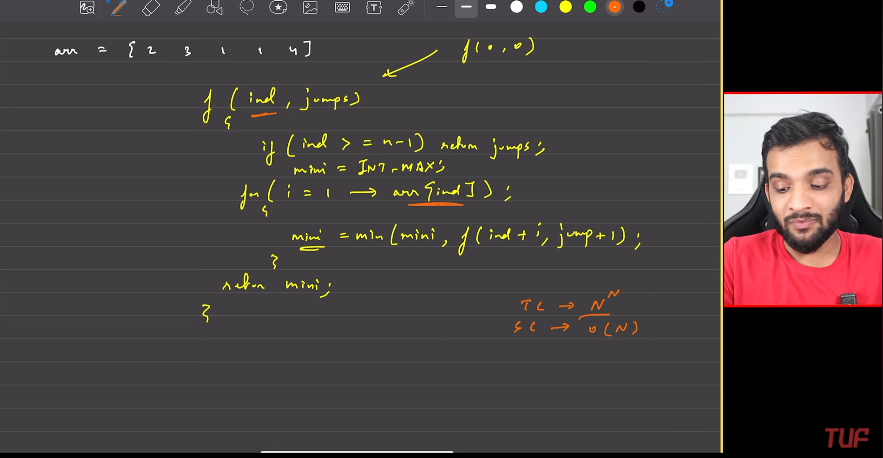 arr = { 2 3 1 1 4 ]
f(0,0)
f (ind, jumps)
{
if (ind >= n-1) return jumps;
mini = INT_MAX;
for( i = 1 → arr[ind]);
{
mini = min(mini, f(ind+i, jump+1);
}
return mini;
}
TC → N^N
SC → O(N)
TUF